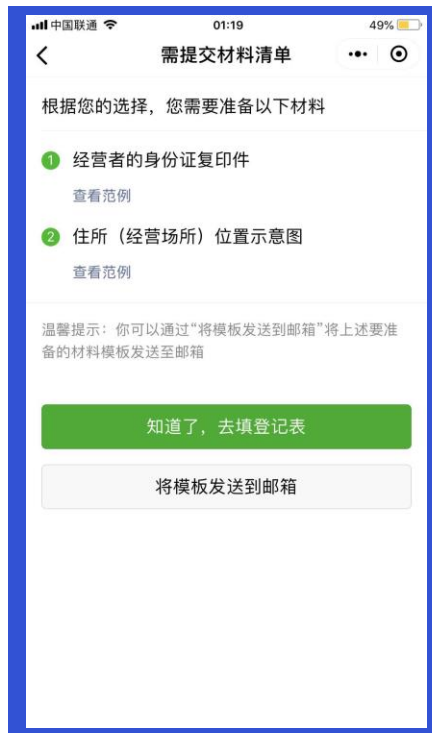 中国联通 01:19 49%
需提交材料清单
根据您的选择，您需要准备以下材料
1 经营者的身份证复印件
查看范例
2 住所（经营场所）位置示意图
查看范例
温馨提示：你可以通过“将模板发送到邮箱”将上述要准
备的材料模板发送至邮箱
知道了，去填登记表
将模板发送到邮箱